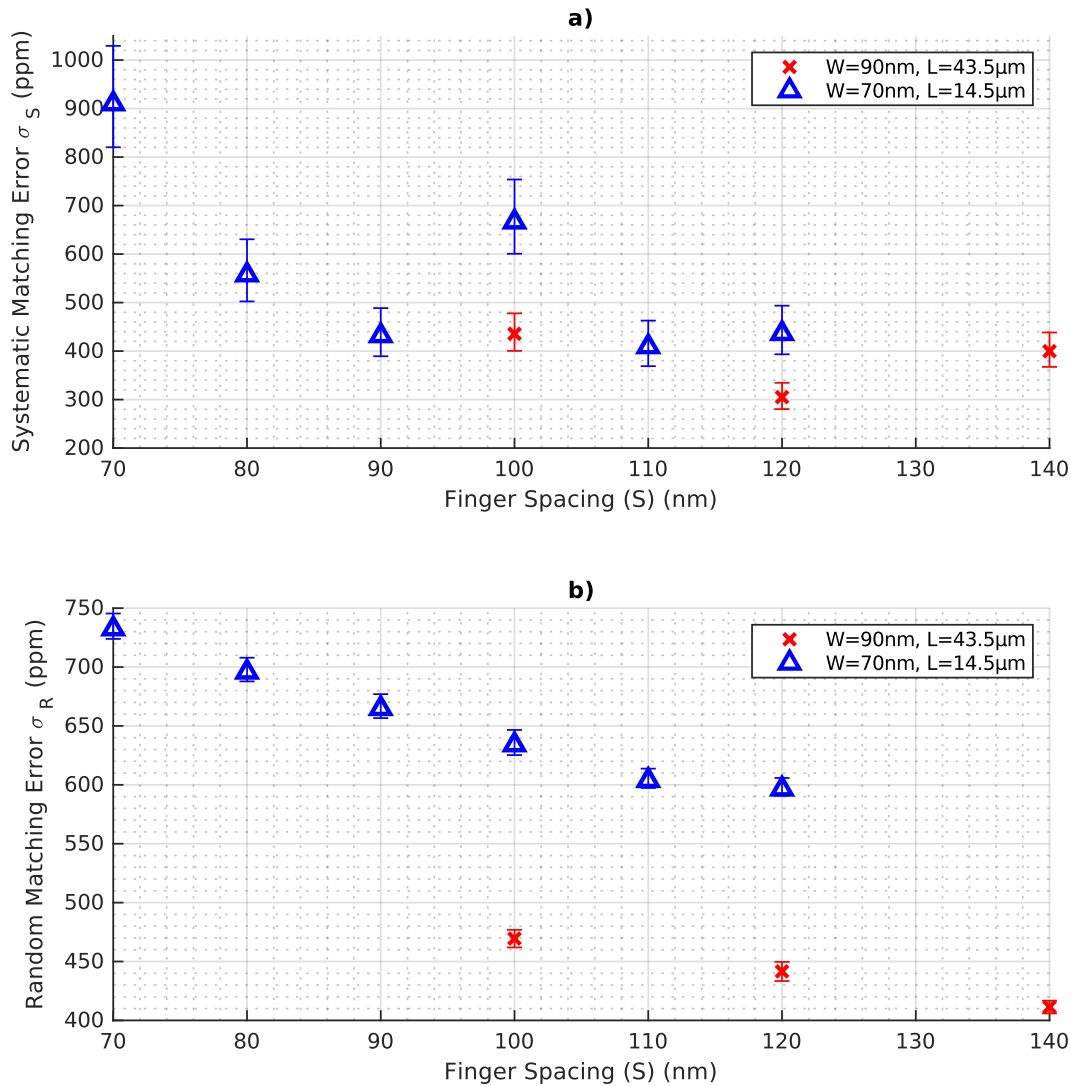 a)
Systematic Matching Error σ S (ppm)
1000
900
800
700
600
500
400
300
200
W=90nm, L=43.5μm
W=70nm, L=14.5μm
70 80 90 100 110 120 130 140
Finger Spacing (S) (nm)
b)
Random Matching Error σ R (ppm)
750
700
650
600
550
500
450
400
W=90nm, L=43.5μm
W=70nm, L=14.5μm
70 80 90 100 110 120 130 140
Finger Spacing (S) (nm)